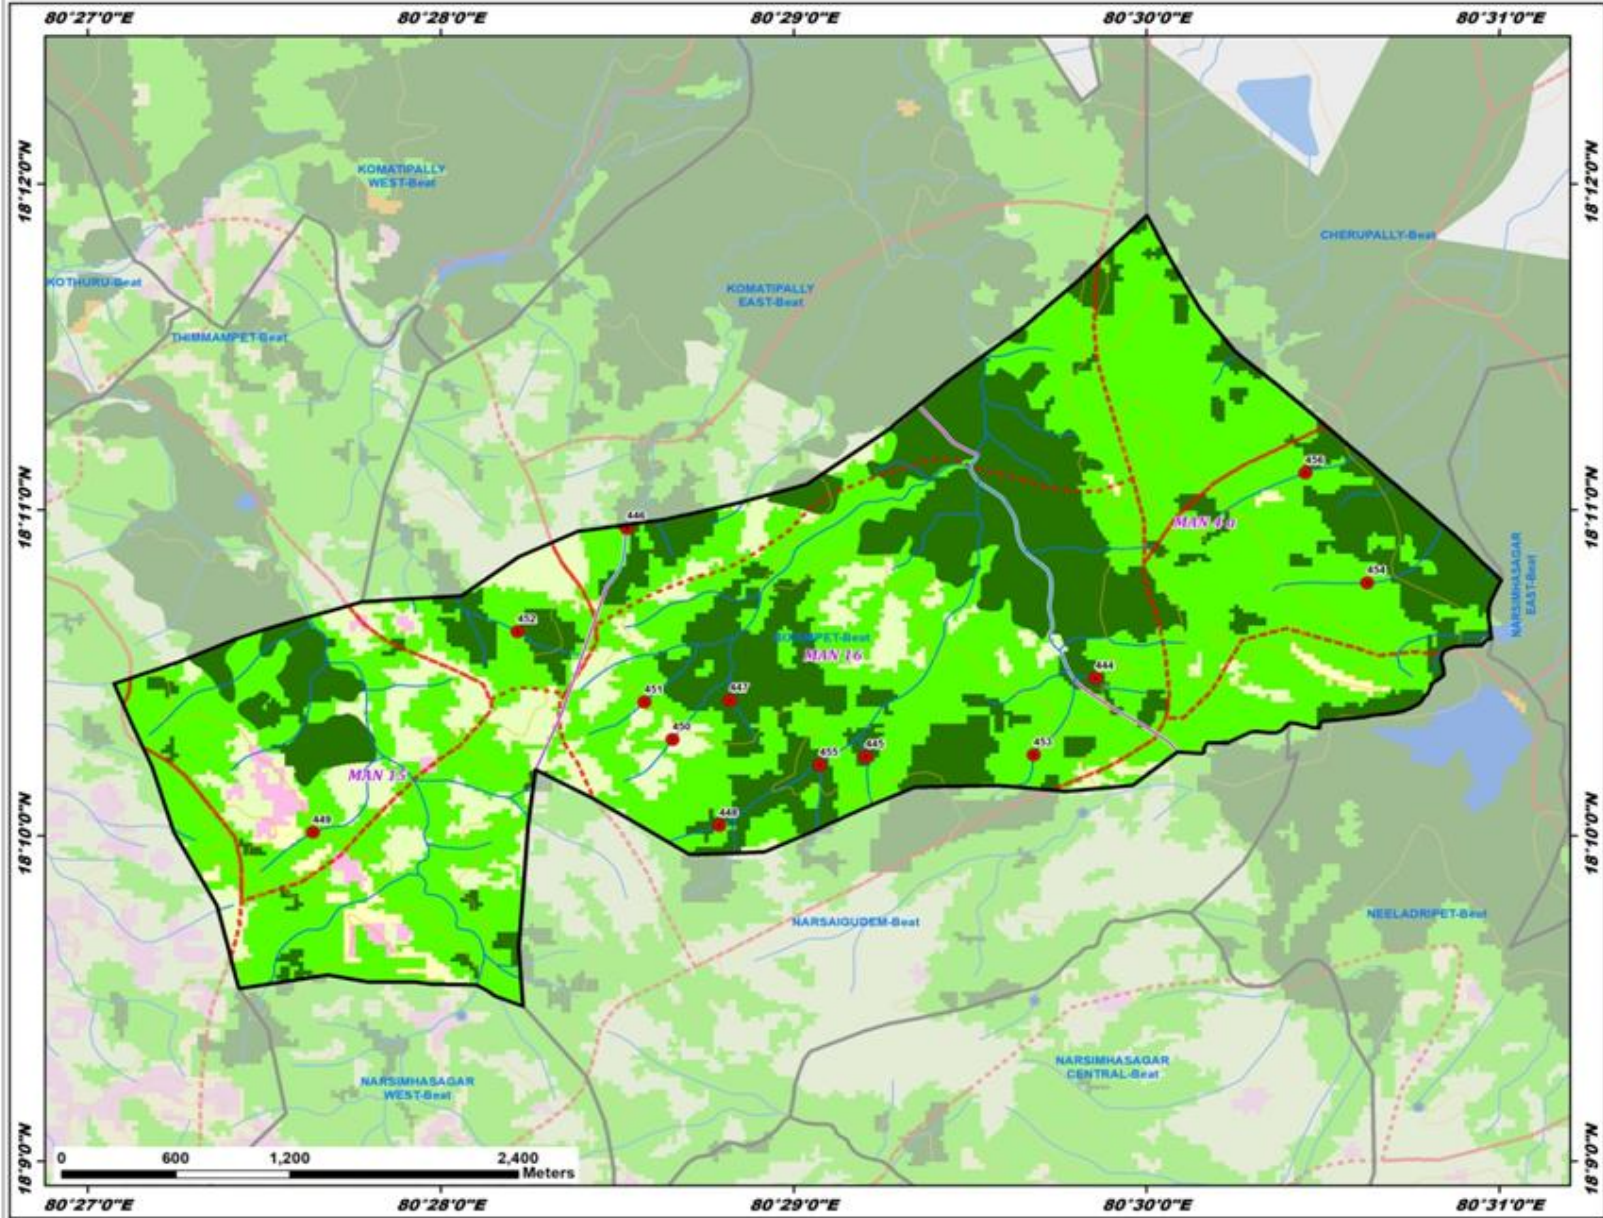 80°27'0"E 80°28'0"E 80°29'0"E 80°30'0"E 80°31'0"E
18°12'0"N
18°12'0"N
KOMATIPALLY
WEST-Beat
CHERUPALLY-Beat
KOTHURU-Beat
KOMATIPALLY
EAST-Beat
THIMMAMPET-Beat
456
18°11'0"N
18°11'0"N
446
MAN 4 a
454
NARSIMHASAGAR
EAST-Beat
452
MAN 16
444
451
447
450
453
445
455
MAN 15
448
449
18°10'0"N
18°10'0"N
NARSAIGUDEM-Beat
NEELADRIPET-Beat
NARSIMHASAGAR
CENTRAL-Beat
NARSIMHASAGAR
WEST-Beat
18°9'0"N
18°9'0"N
0 600 1,200 2,400
Meters
80°27'0"E 80°28'0"E 80°29'0"E 80°30'0"E 80°31'0"E